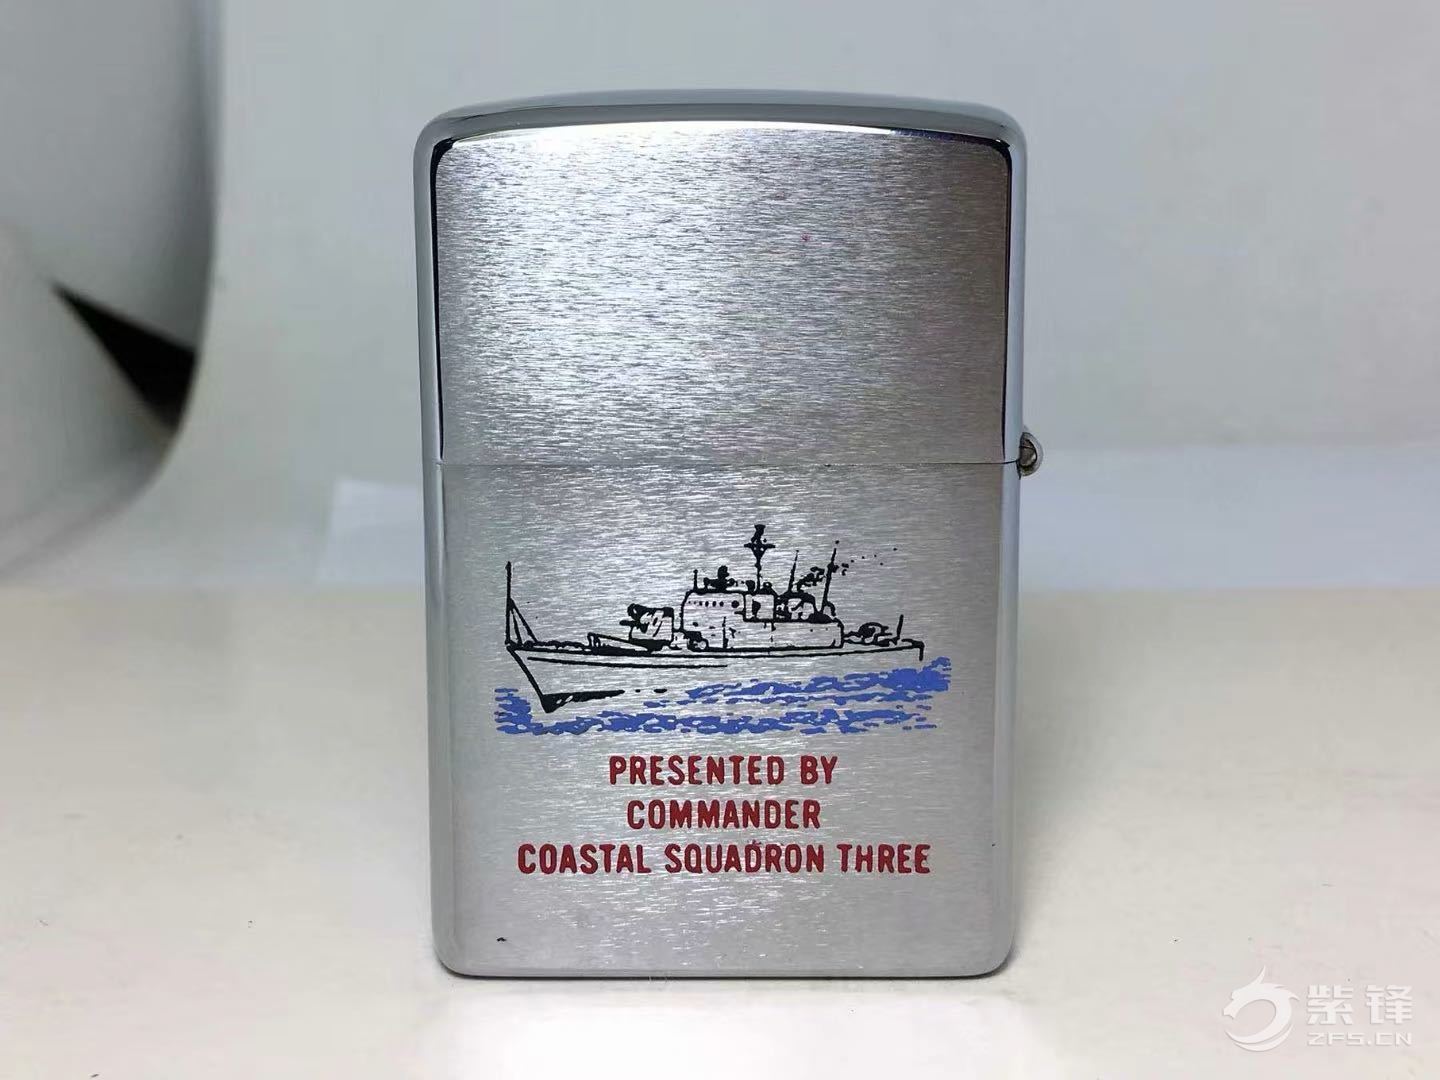 PRESENTED BY
COMMANDER
COASTAL SQUADRON THREE
紫锋
ZFS.CN